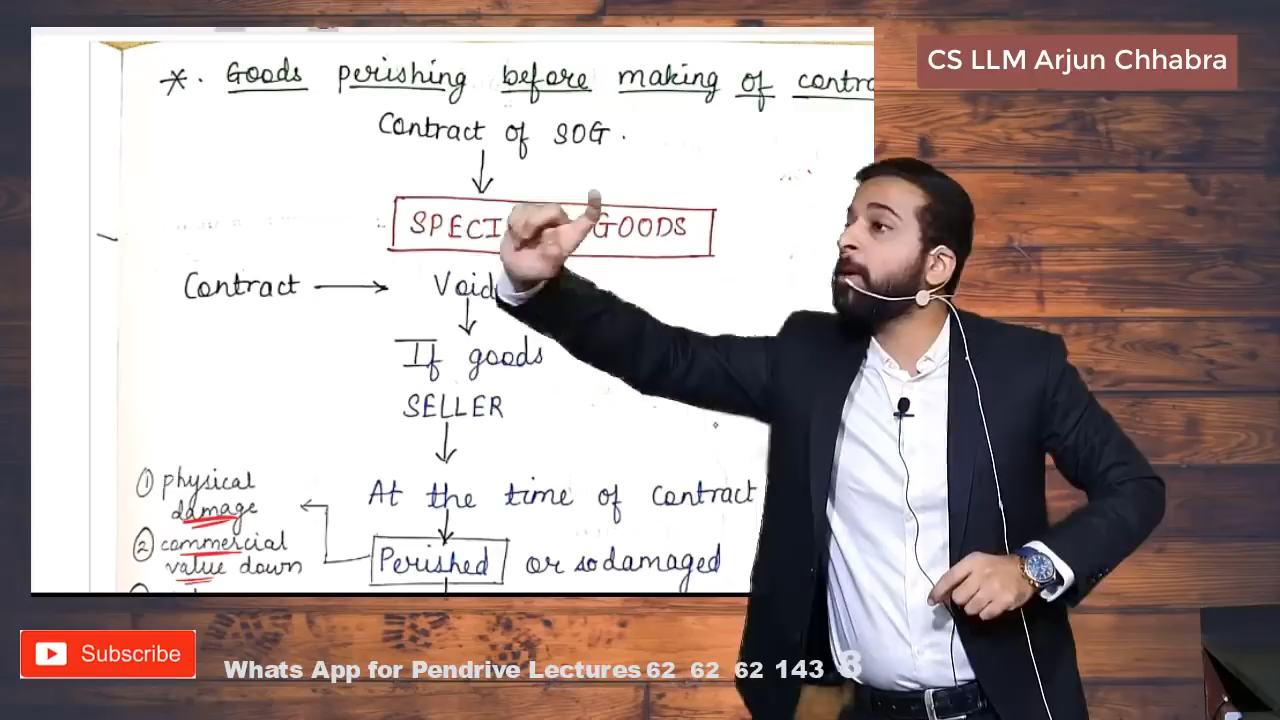 CS LLM Arjun Chhabra
*. Goods perishing before making of contra
Contract of SOG.
SPECI GOODS
Contract → Void
If goods
SELLER
At the time of contract
① physical damage
② commercial value down
Perished or so damaged
Subscribe
Whats App for Pendrive Lectures 62 62 62 143 8